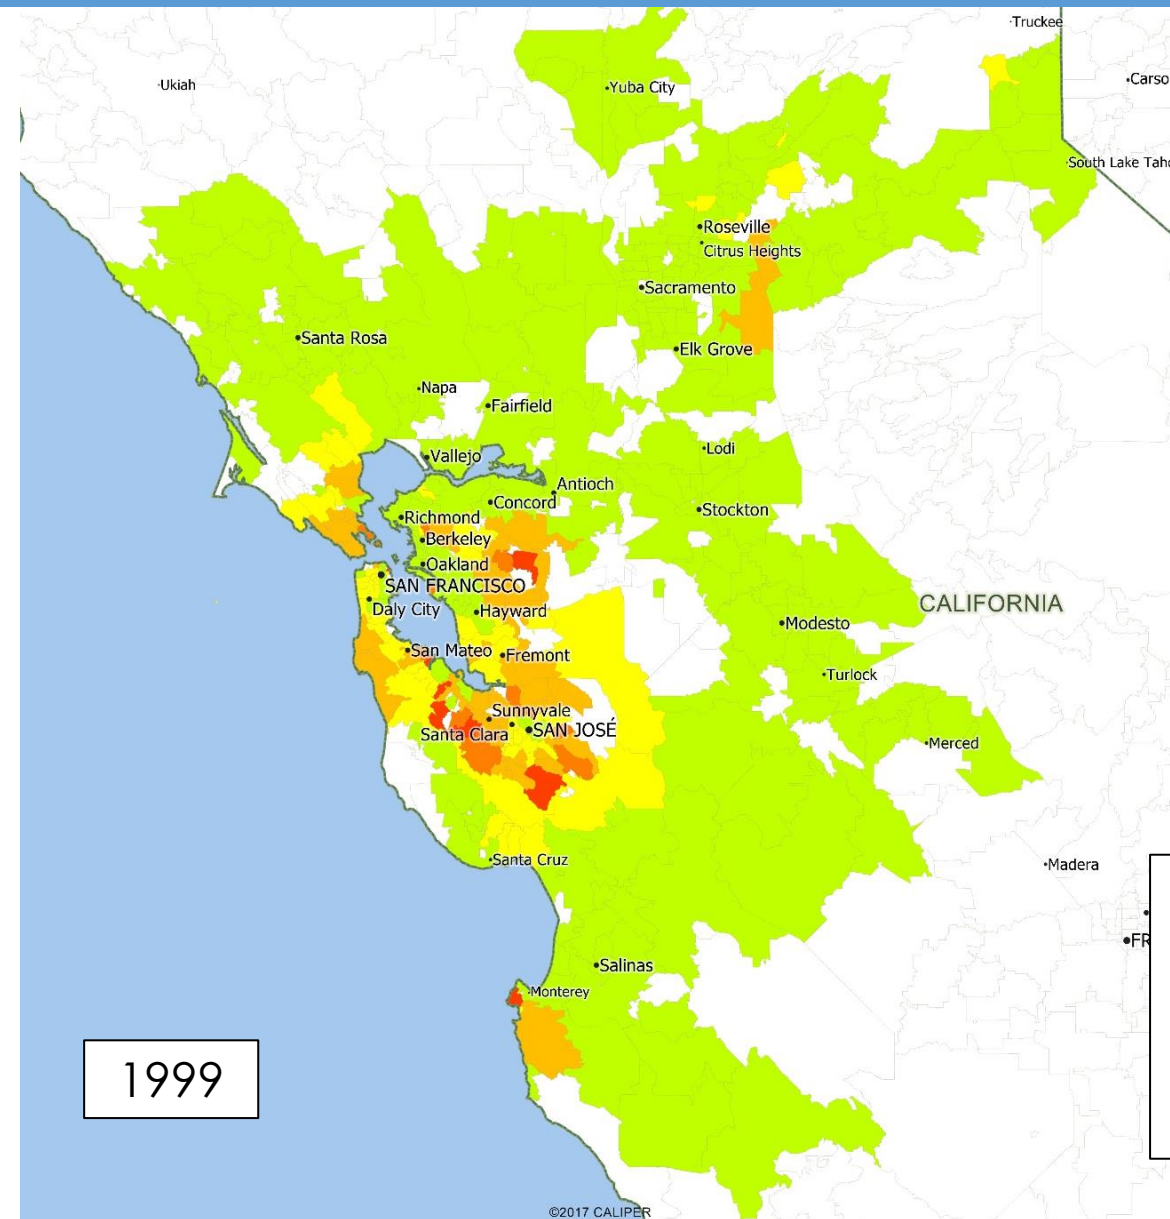 Truckee
Ukiah
Carso
Yuba City
South Lake Taho
Roseville
Citrus Heights
Sacramento
Santa Rosa
Elk Grove
Napa
Fairfield
Lodi
Vallejo
Antioch
Concord
Stockton
Richmond
Berkeley
Oakland
SAN FRANCISCO
CALIFORNIA
Daly City
Hayward
Modesto
San Mateo
Fremont
Turlock
Sunnyvale
Santa Clara
SAN JOSÉ
Merced
Santa Cruz
Madera
FR
Salinas
Monterey
1999
©2017 CALIPER